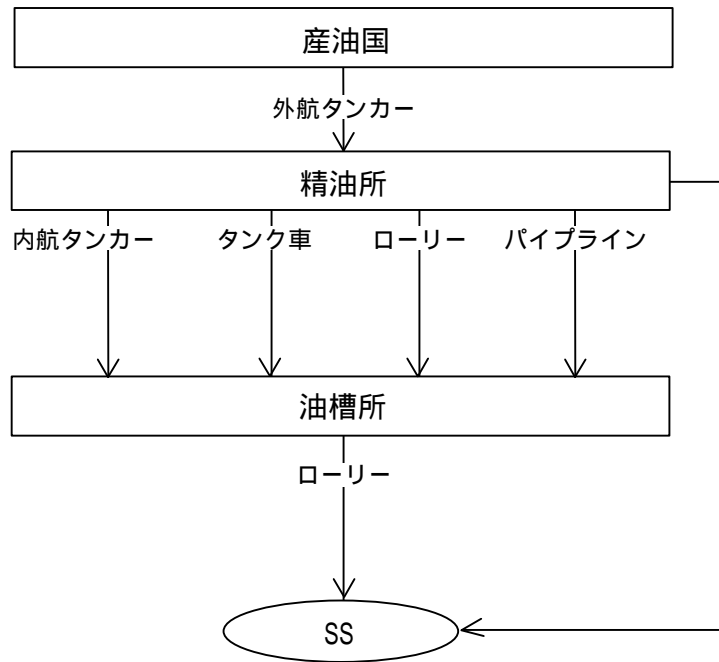 産油国
外航タンカー
精油所
内航タンカー
タンク車
ローリー
パイプライン
油槽所
ローリー
SS